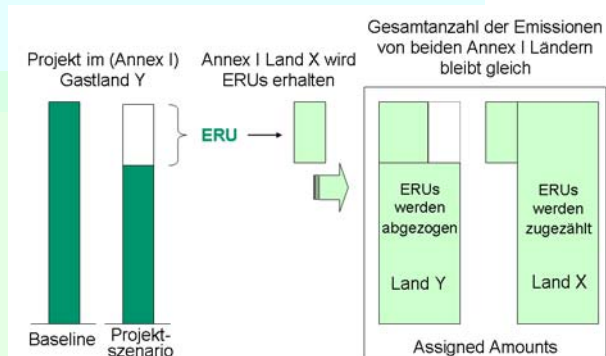 Projekt im (Annex I)
Gastland Y
Annex I Land X wird
ERUs erhalten
Gesamtanzahl der Emissionen
von beiden Annex I Ländern
bleibt gleich
ERU
ERUs
werden
abgezogen
Land Y
ERUs
werden
zugezählt
Land X
Baseline
Projekt-
szenario
Assigned Amounts